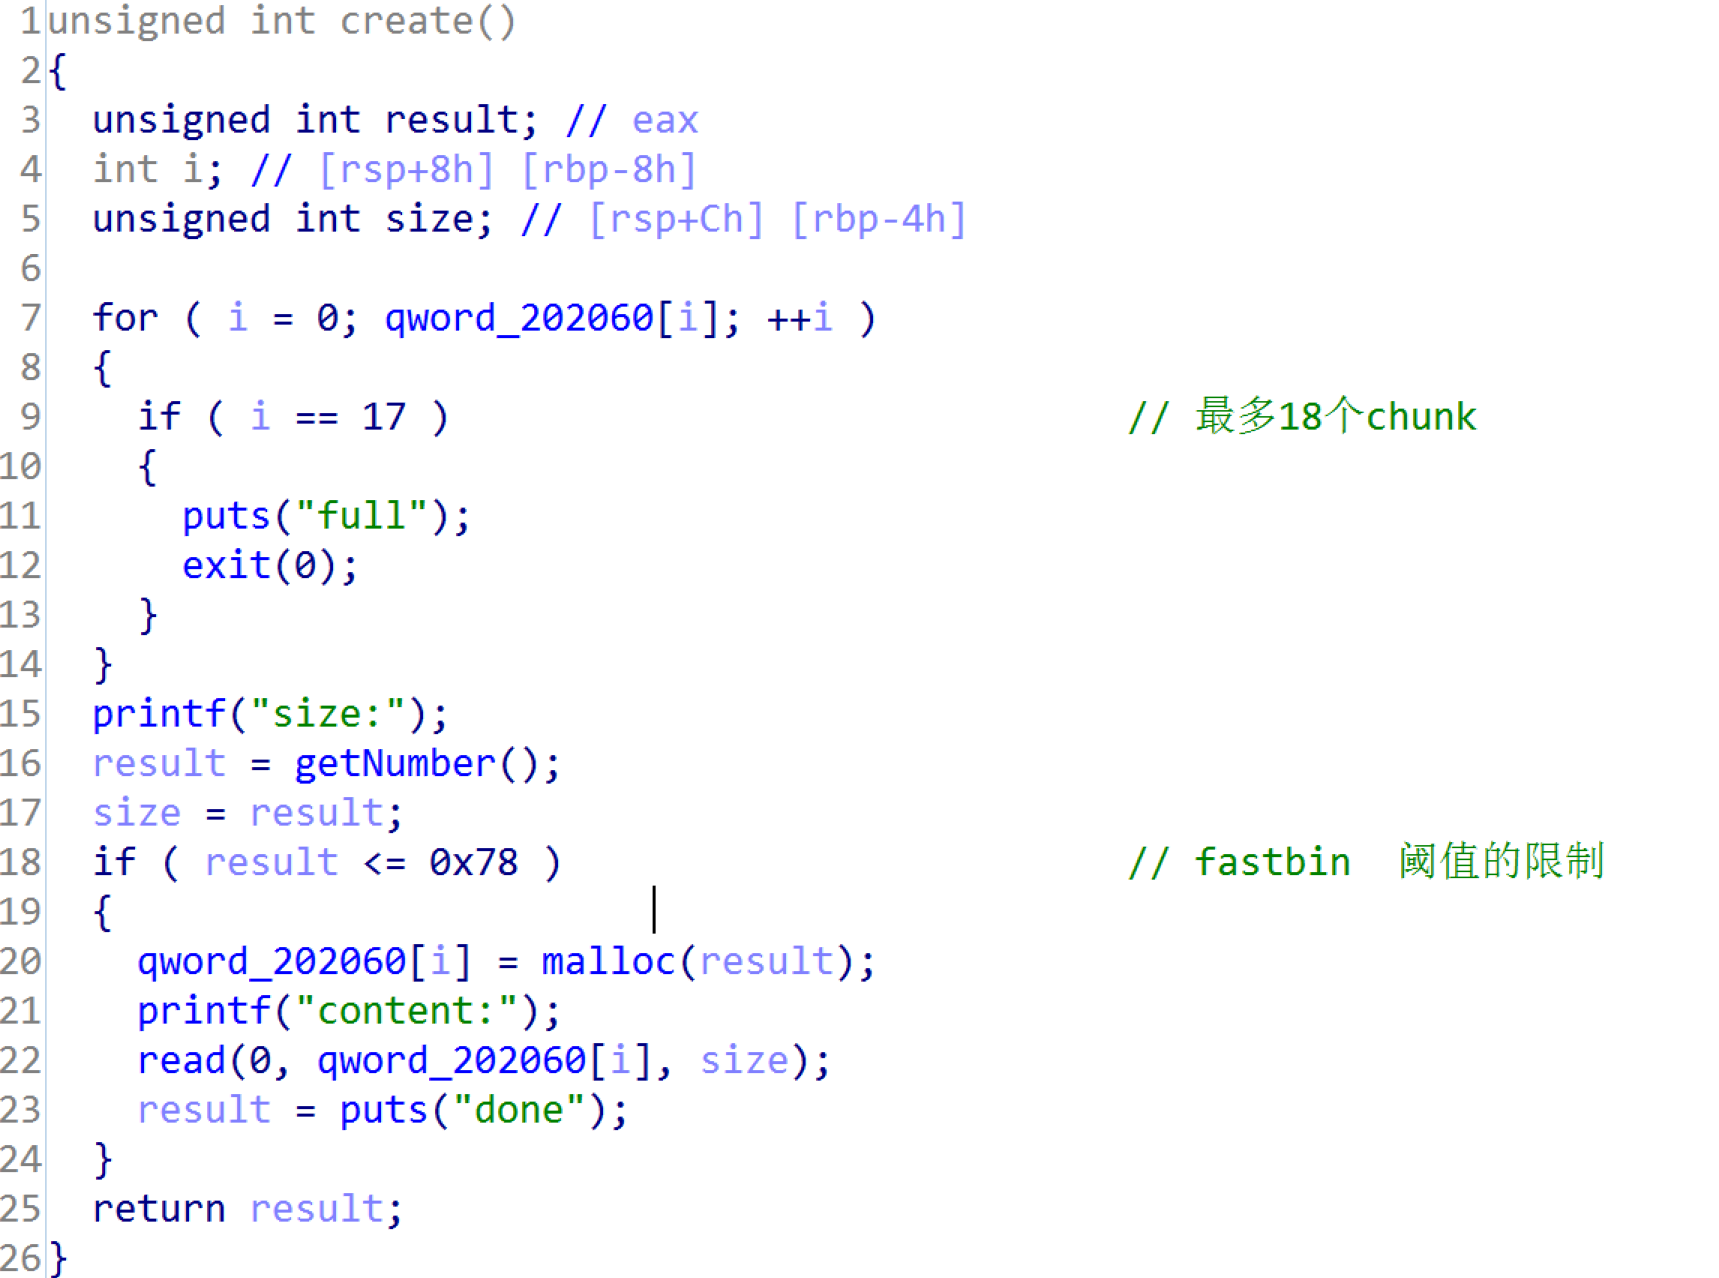 1 unsigned int create()
2 {
3   unsigned int result; // eax
4   int i; // [rsp+8h] [rbp-8h]
5   unsigned int size; // [rsp+Ch] [rbp-4h]
6
7   for ( i = 0; qword_202060[i]; ++i )
8   {
9     if ( i == 17 )                              // 最多18个chunk
10     {
11       puts("full");
12       exit(0);
13     }
14   }
15   printf("size:");
16   result = getNumber();
17   size = result;
18   if ( result <= 0x78 )                         // fastbin  阈值的限制
19   {
20     qword_202060[i] = malloc(result);
21     printf("content:");
22     read(0, qword_202060[i], size);
23     result = puts("done");
24   }
25   return result;
26 }